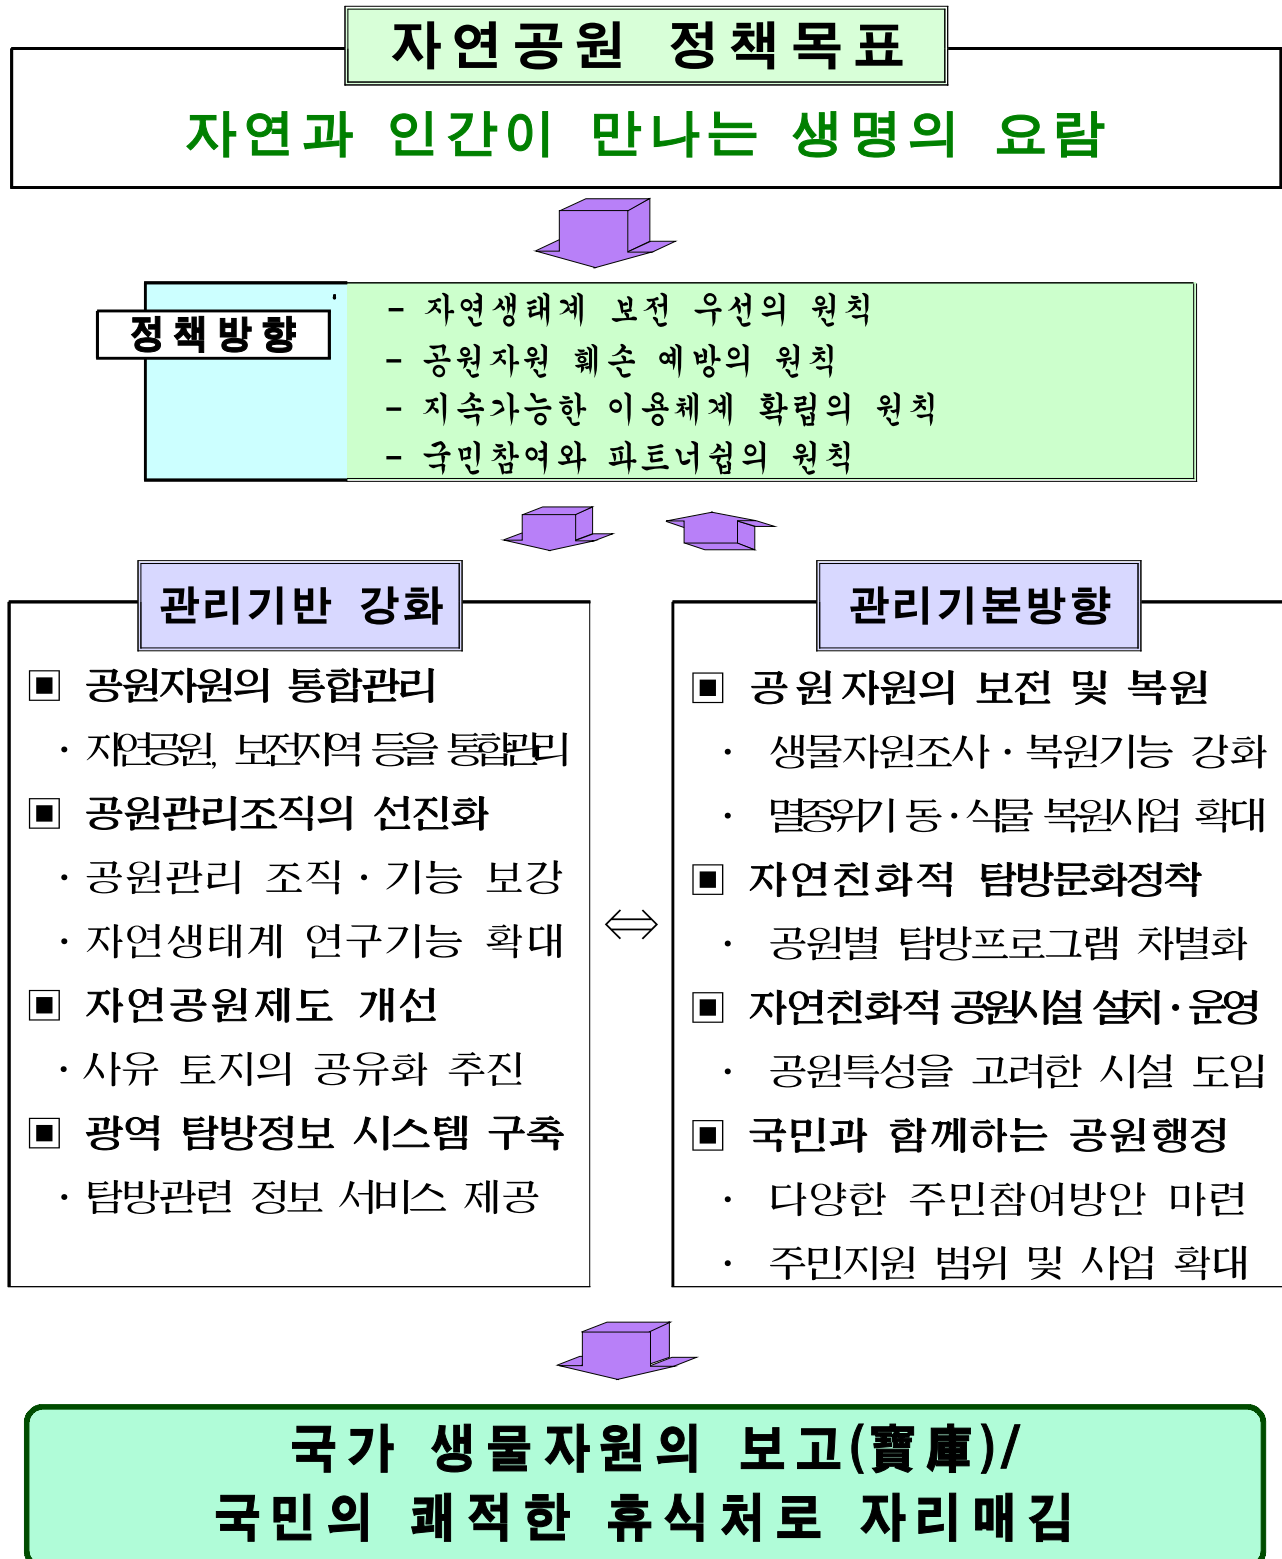 자연공원 정책목표
자연과 인간이 만나는 생명의 요람
정책방향
- 자연생태계 보전 우선의 원칙
- 공원자원 훼손 예방의 원칙
- 지속가능한 이용체계 확립의 원칙
- 국민참여와 파트너쉽의 원칙
관리기반 강화
▣ 공원자원의 통합관리
· 자연공원, 보전지역 등을 통합관리
▣ 공원관리조직의 선진화
· 공원관리 조직·기능 보강
· 자연생태계 연구기능 확대
▣ 자연공원제도 개선
· 사유 토지의 공유화 추진
▣ 광역 탐방정보 시스템 구축
· 탐방관련 정보 서비스 제공
⇔
관리기본방향
▣ 공원자원의 보전 및 복원
· 생물자원조사·복원기능 강화
· 멸종위기 동·식물 복원사업 확대
▣ 자연친화적 탐방문화정착
· 공원별 탐방프로그램 차별화
▣ 자연친화적 공원시설 설치·운영
· 공원특성을 고려한 시설 도입
▣ 국민과 함께하는 공원행정
· 다양한 주민참여방안 마련
· 주민지원 범위 및 사업 확대
국가 생물자원의 보고(寶庫)/
국민의 쾌적한 휴식처로 자리매김